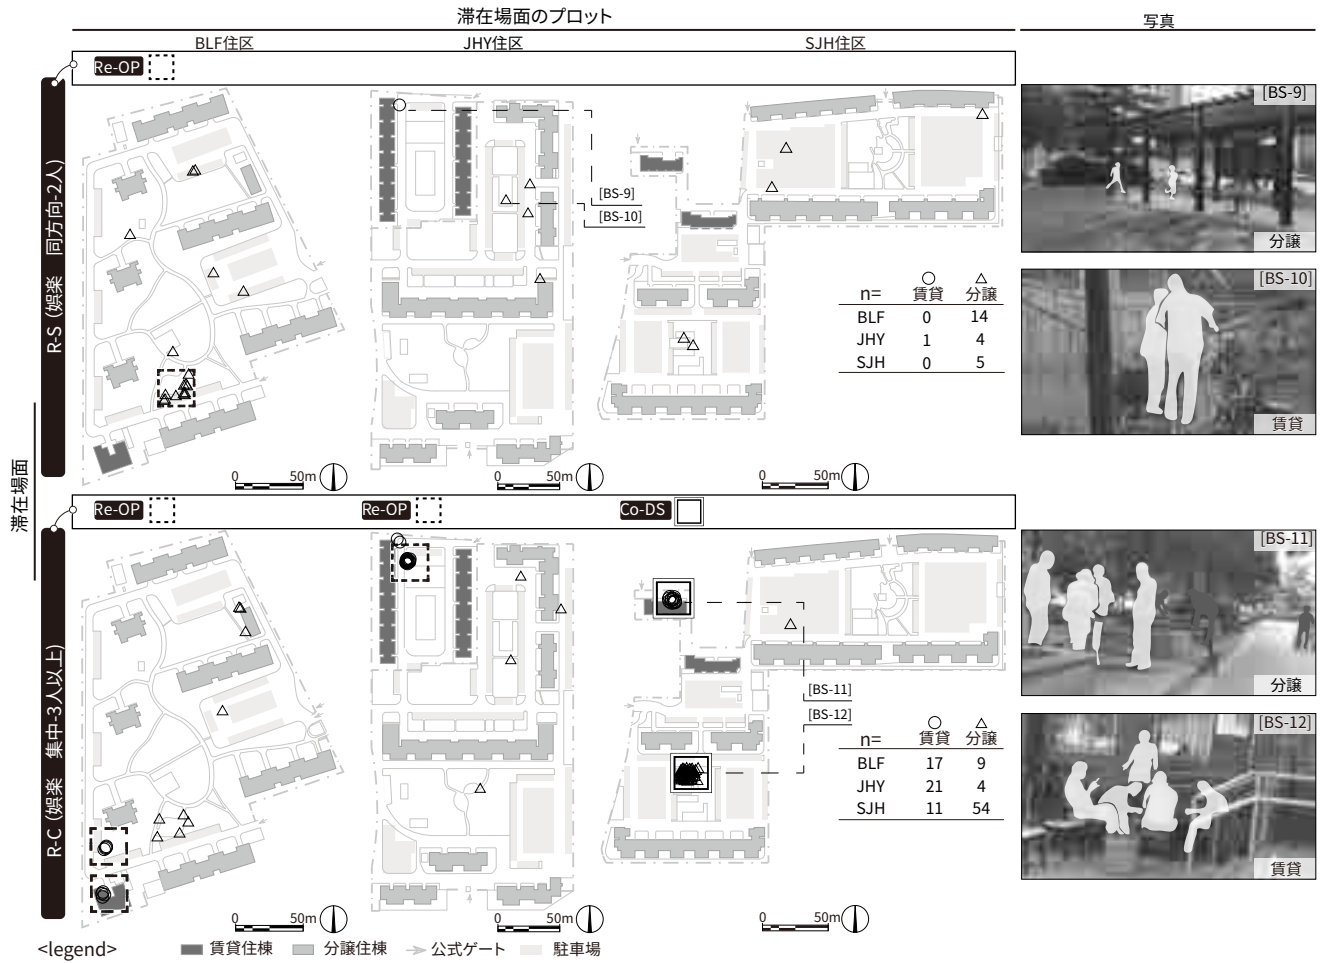 滞在場面のプロット
写真
BLF住区
JHY住区
SJH住区
滞在場面
R-S (娯楽 同方向-2人)
Re-OP
[BS-9]
[BS-10]
n= 賃貸 分譲
BLF 0 14
JHY 1 4
SJH 0 5
0 50m
0 50m
0 50m
[BS-9]
分譲
[BS-10]
賃貸
R-C (娯楽 集中-3人以上)
Re-OP
Re-OP
Co-DS
[BS-11]
[BS-12]
n= 賃貸 分譲
BLF 17 9
JHY 21 4
SJH 11 54
0 50m
0 50m
0 50m
[BS-11]
分譲
[BS-12]
賃貸
<legend> 賃貸住棟 分譲住棟 公式ゲート 駐車場